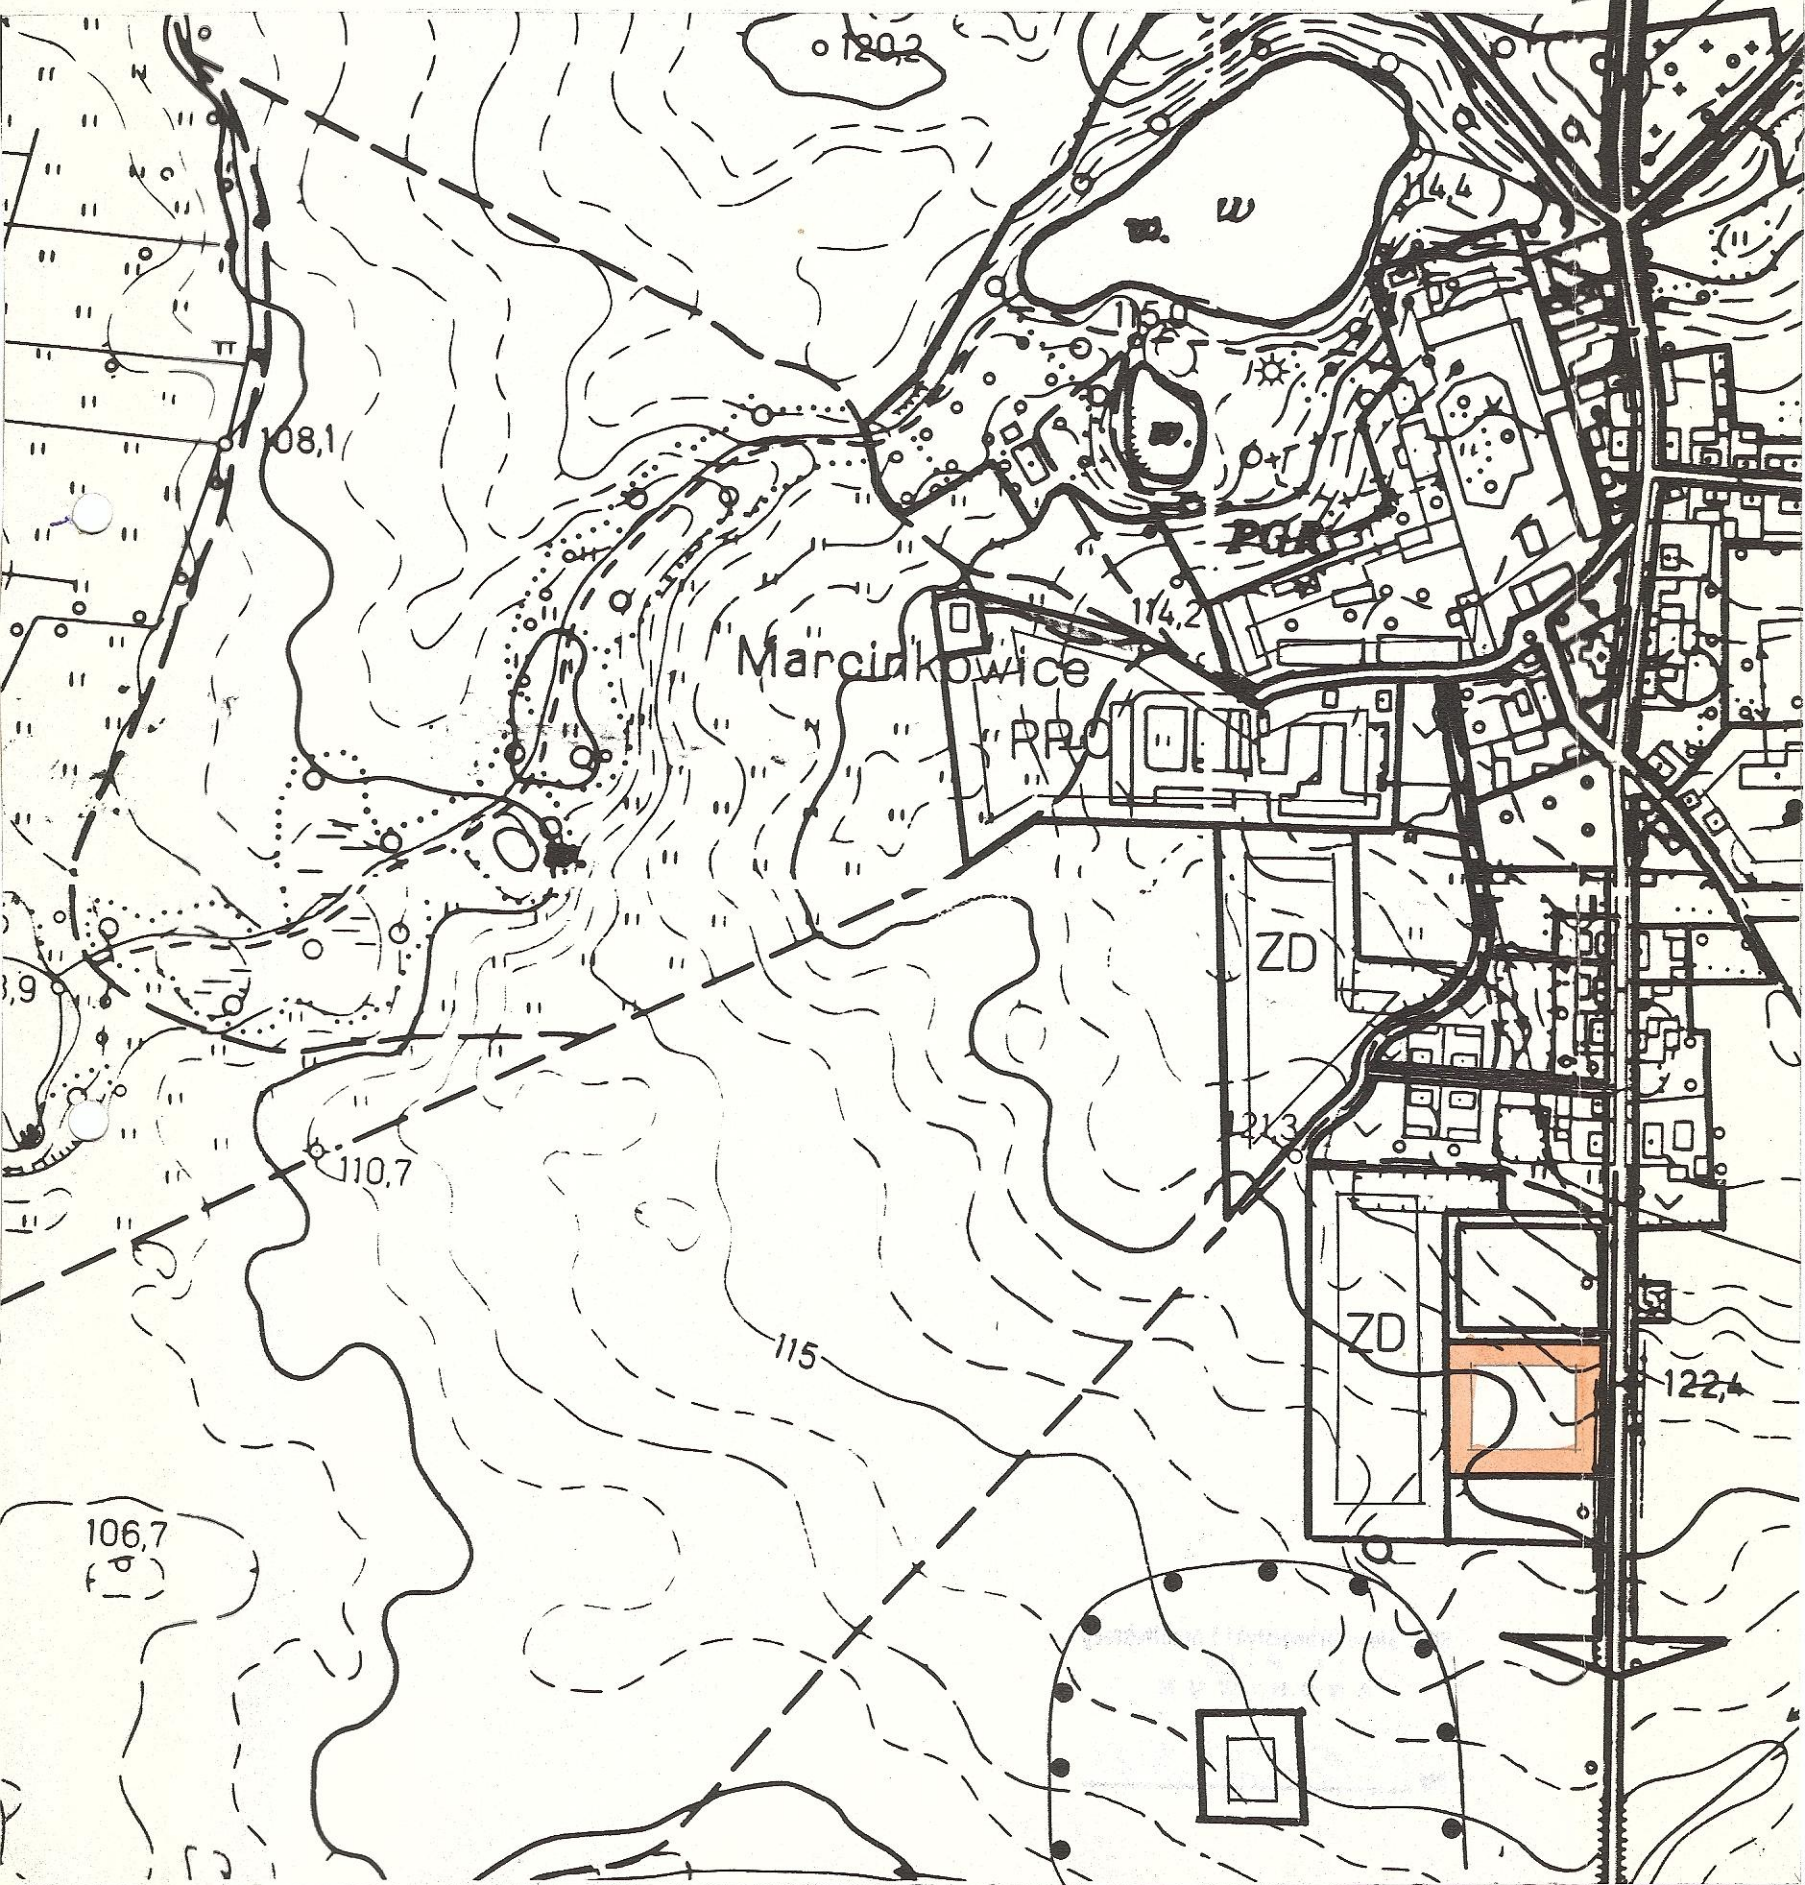 120,2
114,4
w. w
115,0
108,1
w
PGR
114,2
Marcinkowice
RPO
ZD
121,3
110,7
ZD
115
122,4
106,7